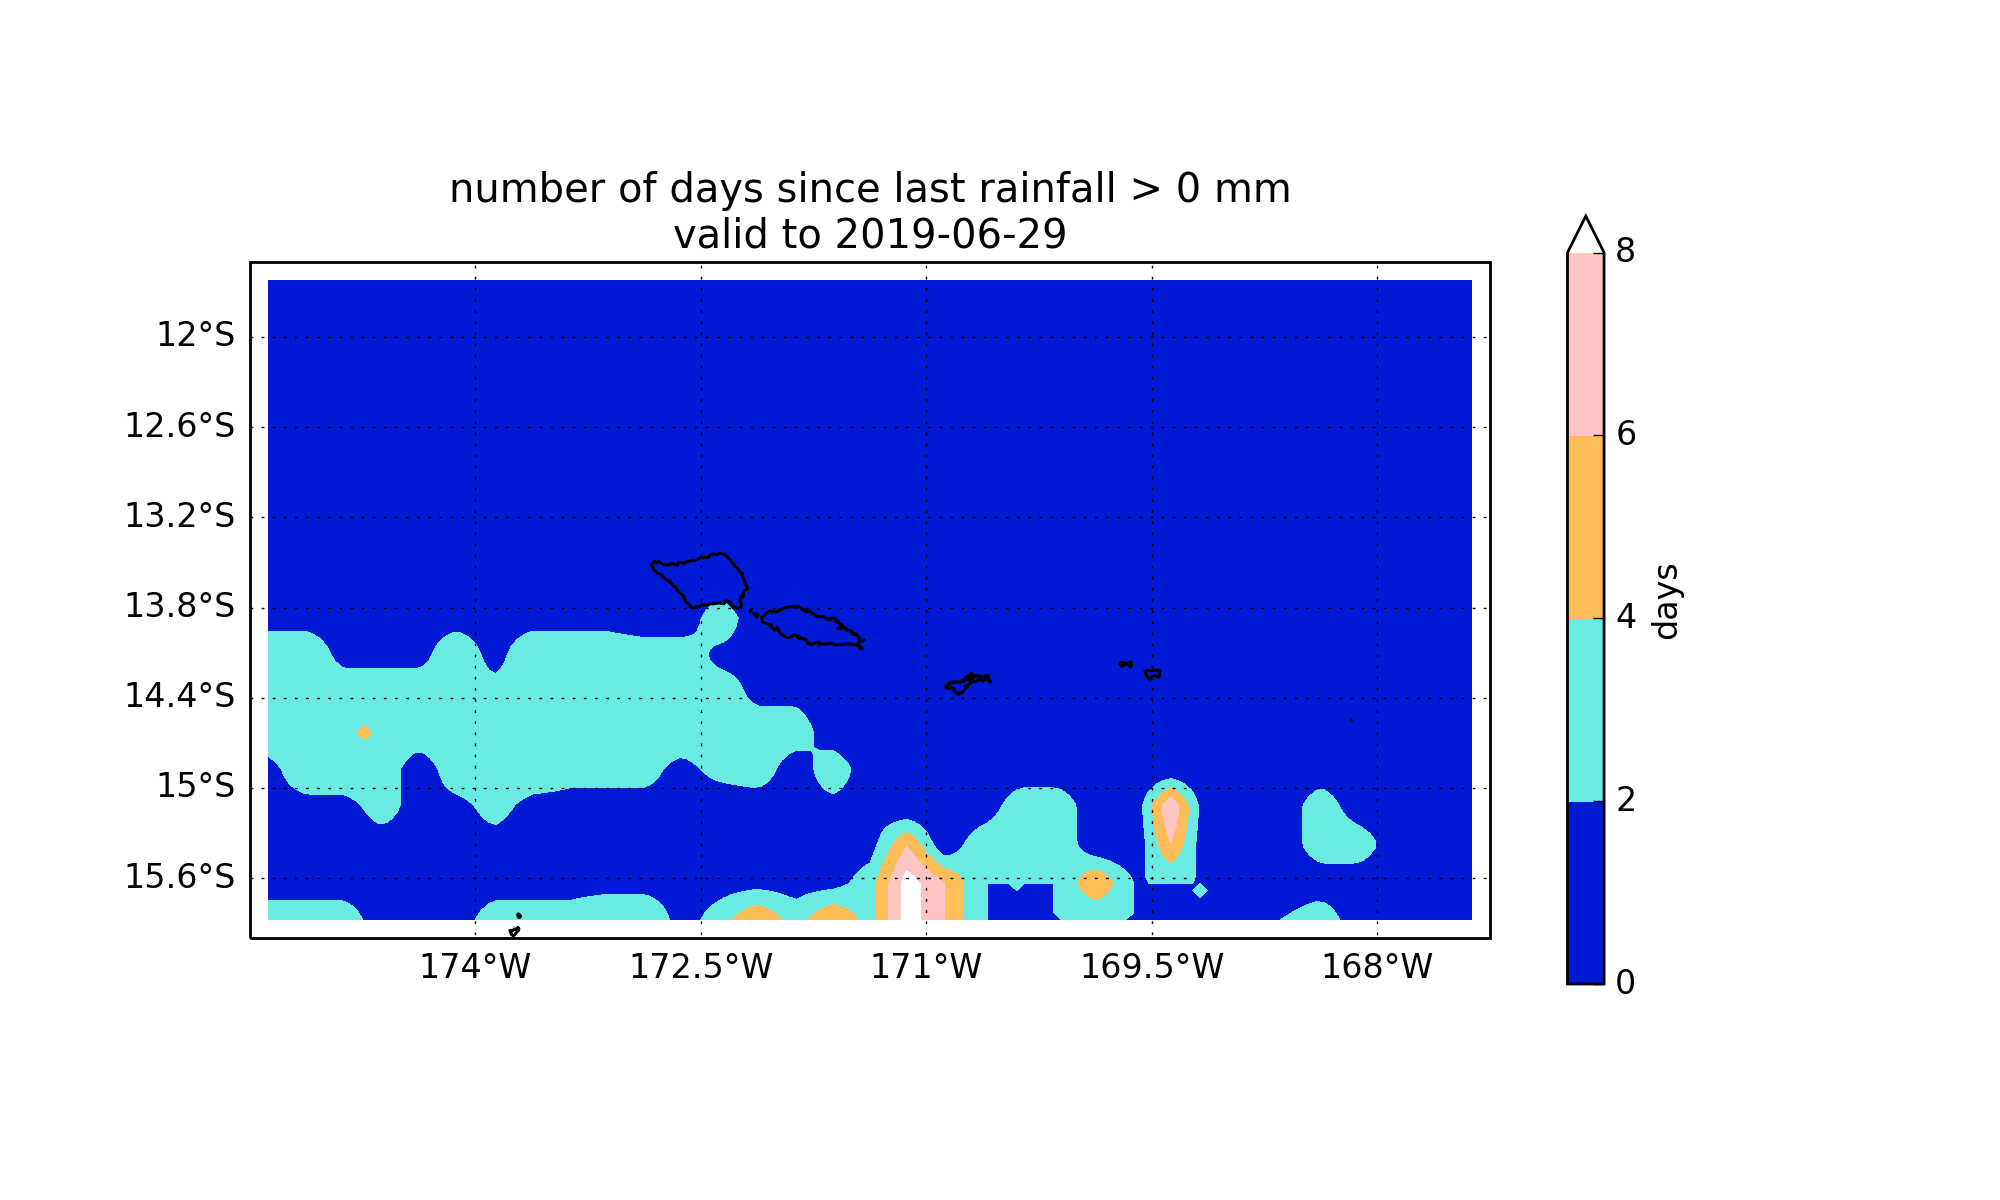 number of days since last rainfall > 0 mm
valid to 2019-06-29
12°S
12.6°S
13.2°S
13.8°S
14.4°S
15°S
15.6°S
174°W
172.5°W
171°W
169.5°W
168°W
8
6
4
2
0
days